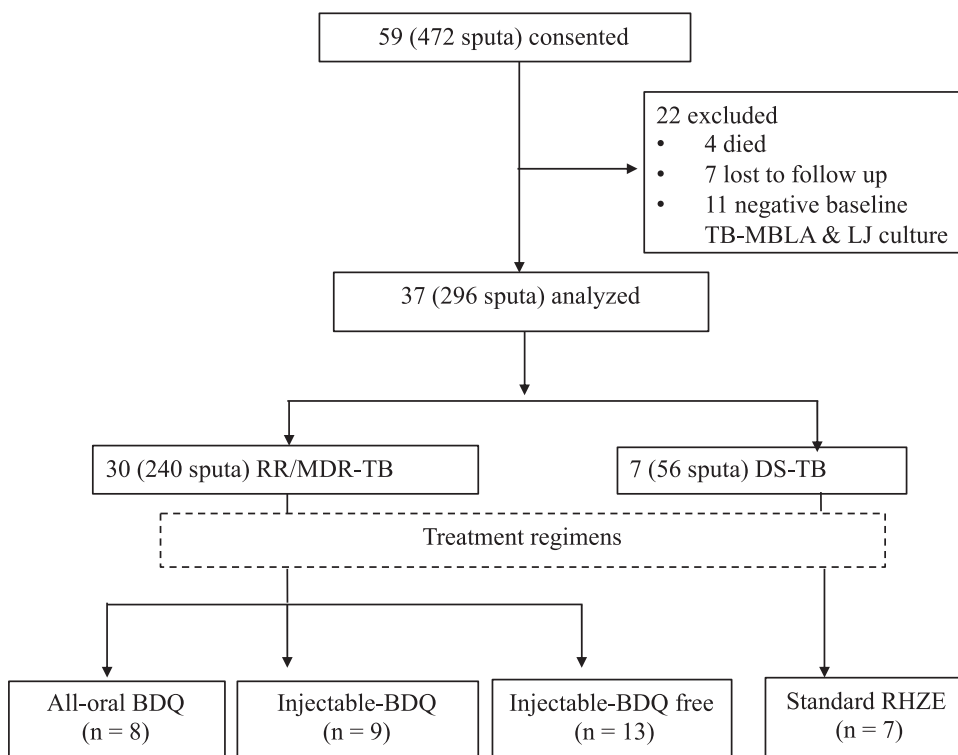 59 (472 sputa) consented
22 excluded
• 4 died
• 7 lost to follow up
• 11 negative baseline
TB-MBLA & LJ culture
37 (296 sputa) analyzed
30 (240 sputa) RR/MDR-TB
7 (56 sputa) DS-TB
Treatment regimens
All-oral BDQ
(n = 8)
Injectable-BDQ
(n = 9)
Injectable-BDQ free
(n = 13)
Standard RHZE
(n = 7)